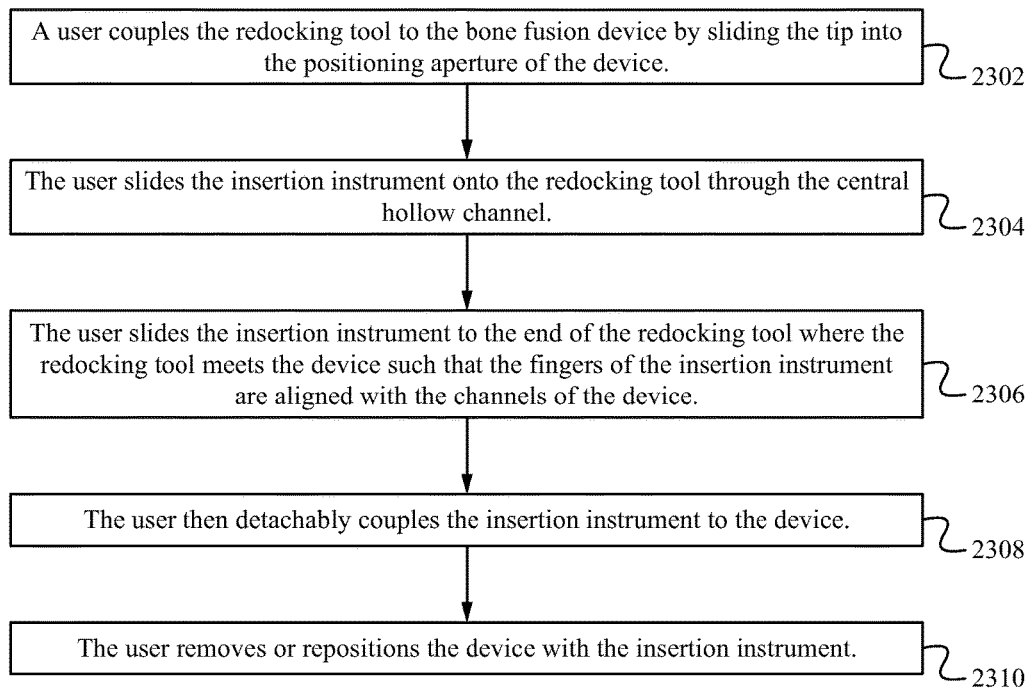 A user couples the redocking tool to the bone fusion device by sliding the tip into
the positioning aperture of the device.
2302
The user slides the insertion instrument onto the redocking tool through the central
hollow channel.
2304
The user slides the insertion instrument to the end of the redocking tool where the
redocking tool meets the device such that the fingers of the insertion instrument
are aligned with the channels of the device.
2306
The user then detachably couples the insertion instrument to the device.
2308
The user removes or repositions the device with the insertion instrument.
2310